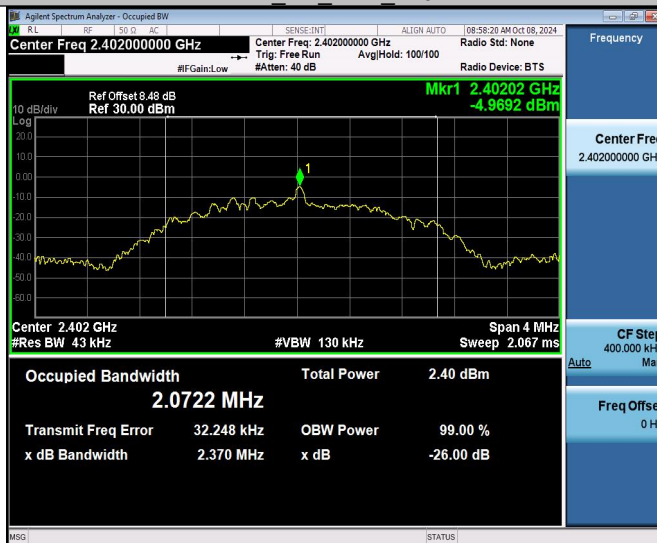 Agilent Spectrum Analyzer - Occupied BW
RL RF 50 Ω AC SENSE:INT ALIGN AUTO 08:58:20 AM Oct 08, 2024
Center Freq 2.402000000 GHz
Center Freq: 2.402000000 GHz
Radio Std: None
Trig: Free Run Avg|Hold: 100/100
#IFGain:Low #Atten: 40 dB Radio Device: BTS
Frequency
Ref Offset 8.48 dB
Mkr1 2.40202 GHz
10 dB/div Ref 30.00 dBm -4.9692 dBm
Log
20.0
10.0
0.00
-10.0
-20.0
-30.0
-40.0
-50.0
-60.0
1
Center 2.402 GHz Span 4 MHz
#Res BW 43 kHz #VBW 130 kHz Sweep 2.067 ms
Center Fre
2.402000000 GH
CF Step
400.000 kH
Auto Ma
Freq Offse
0 H
Occupied Bandwidth Total Power 2.40 dBm
2.0722 MHz
Transmit Freq Error 32.248 kHz OBW Power 99.00 %
x dB Bandwidth 2.370 MHz x dB -26.00 dB
MSG STATUS